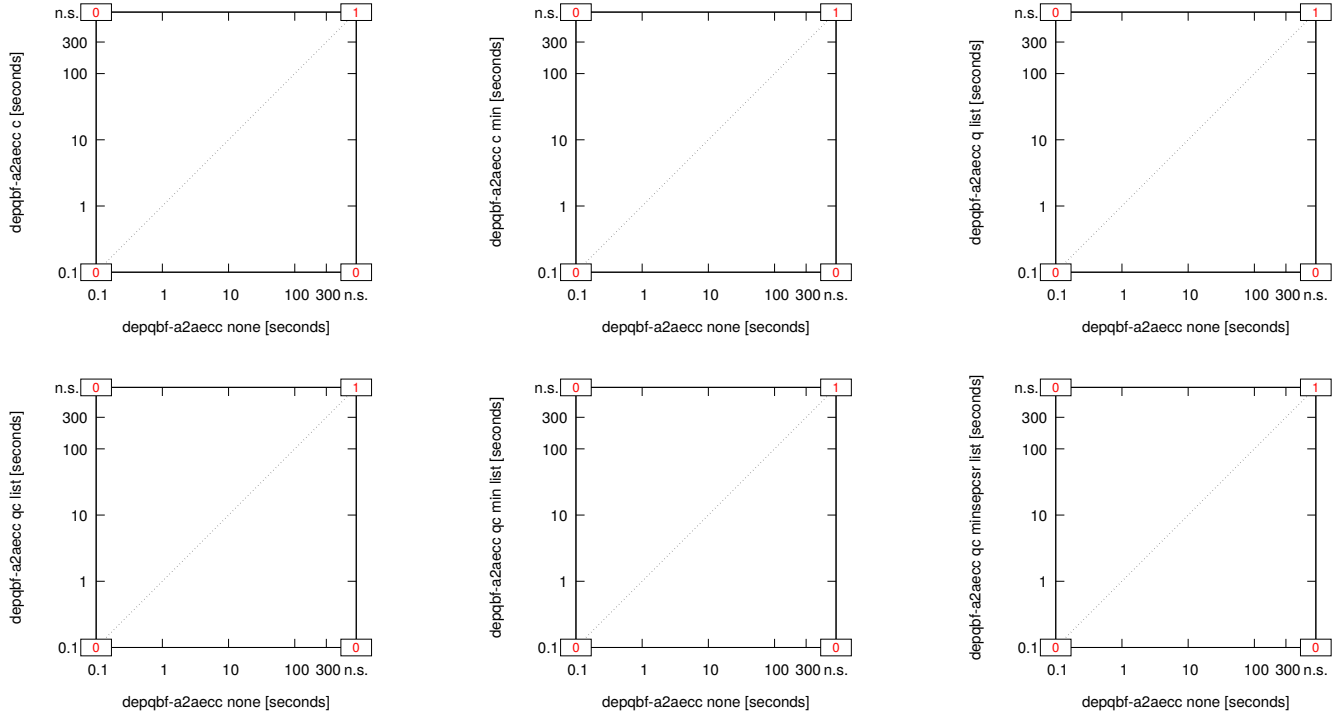 n.s. 0 1
300
100
10
1
0.1 0 0
0.1 1 10 100 300 n.s.
depqbf-a2aecc c [seconds]
depqbf-a2aecc none [seconds]
n.s. 0 1
300
100
10
1
0.1 0 0
0.1 1 10 100 300 n.s.
depqbf-a2aecc c min [seconds]
depqbf-a2aecc none [seconds]
n.s. 0 1
300
100
10
1
0.1 0 0
0.1 1 10 100 300 n.s.
depqbf-a2aecc q list [seconds]
depqbf-a2aecc none [seconds]
n.s. 0 1
300
100
10
1
0.1 0 0
0.1 1 10 100 300 n.s.
depqbf-a2aecc qc list [seconds]
depqbf-a2aecc none [seconds]
n.s. 0 1
300
100
10
1
0.1 0 0
0.1 1 10 100 300 n.s.
depqbf-a2aecc qc min list [seconds]
depqbf-a2aecc none [seconds]
n.s. 0 1
300
100
10
1
0.1 0 0
0.1 1 10 100 300 n.s.
depqbf-a2aecc qc minsepcsr list [seconds]
depqbf-a2aecc none [seconds]